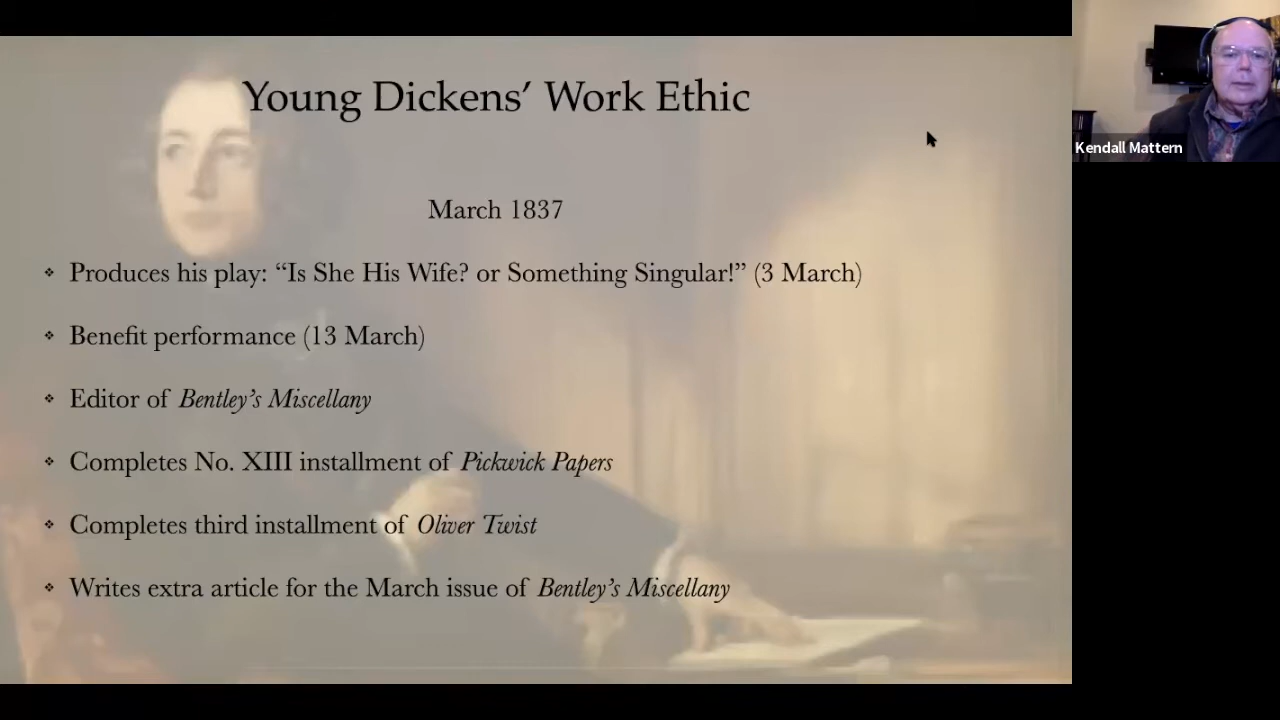 Young Dickens’ Work Ethic
Kendall Mattern
March 1837
Produces his play: “Is She His Wife? or Something Singular!” (3 March)
Benefit performance (13 March)
Editor of Bentley’s Miscellany
Completes No. XIII installment of Pickwick Papers
Completes third installment of Oliver Twist
Writes extra article for the March issue of Bentley’s Miscellany